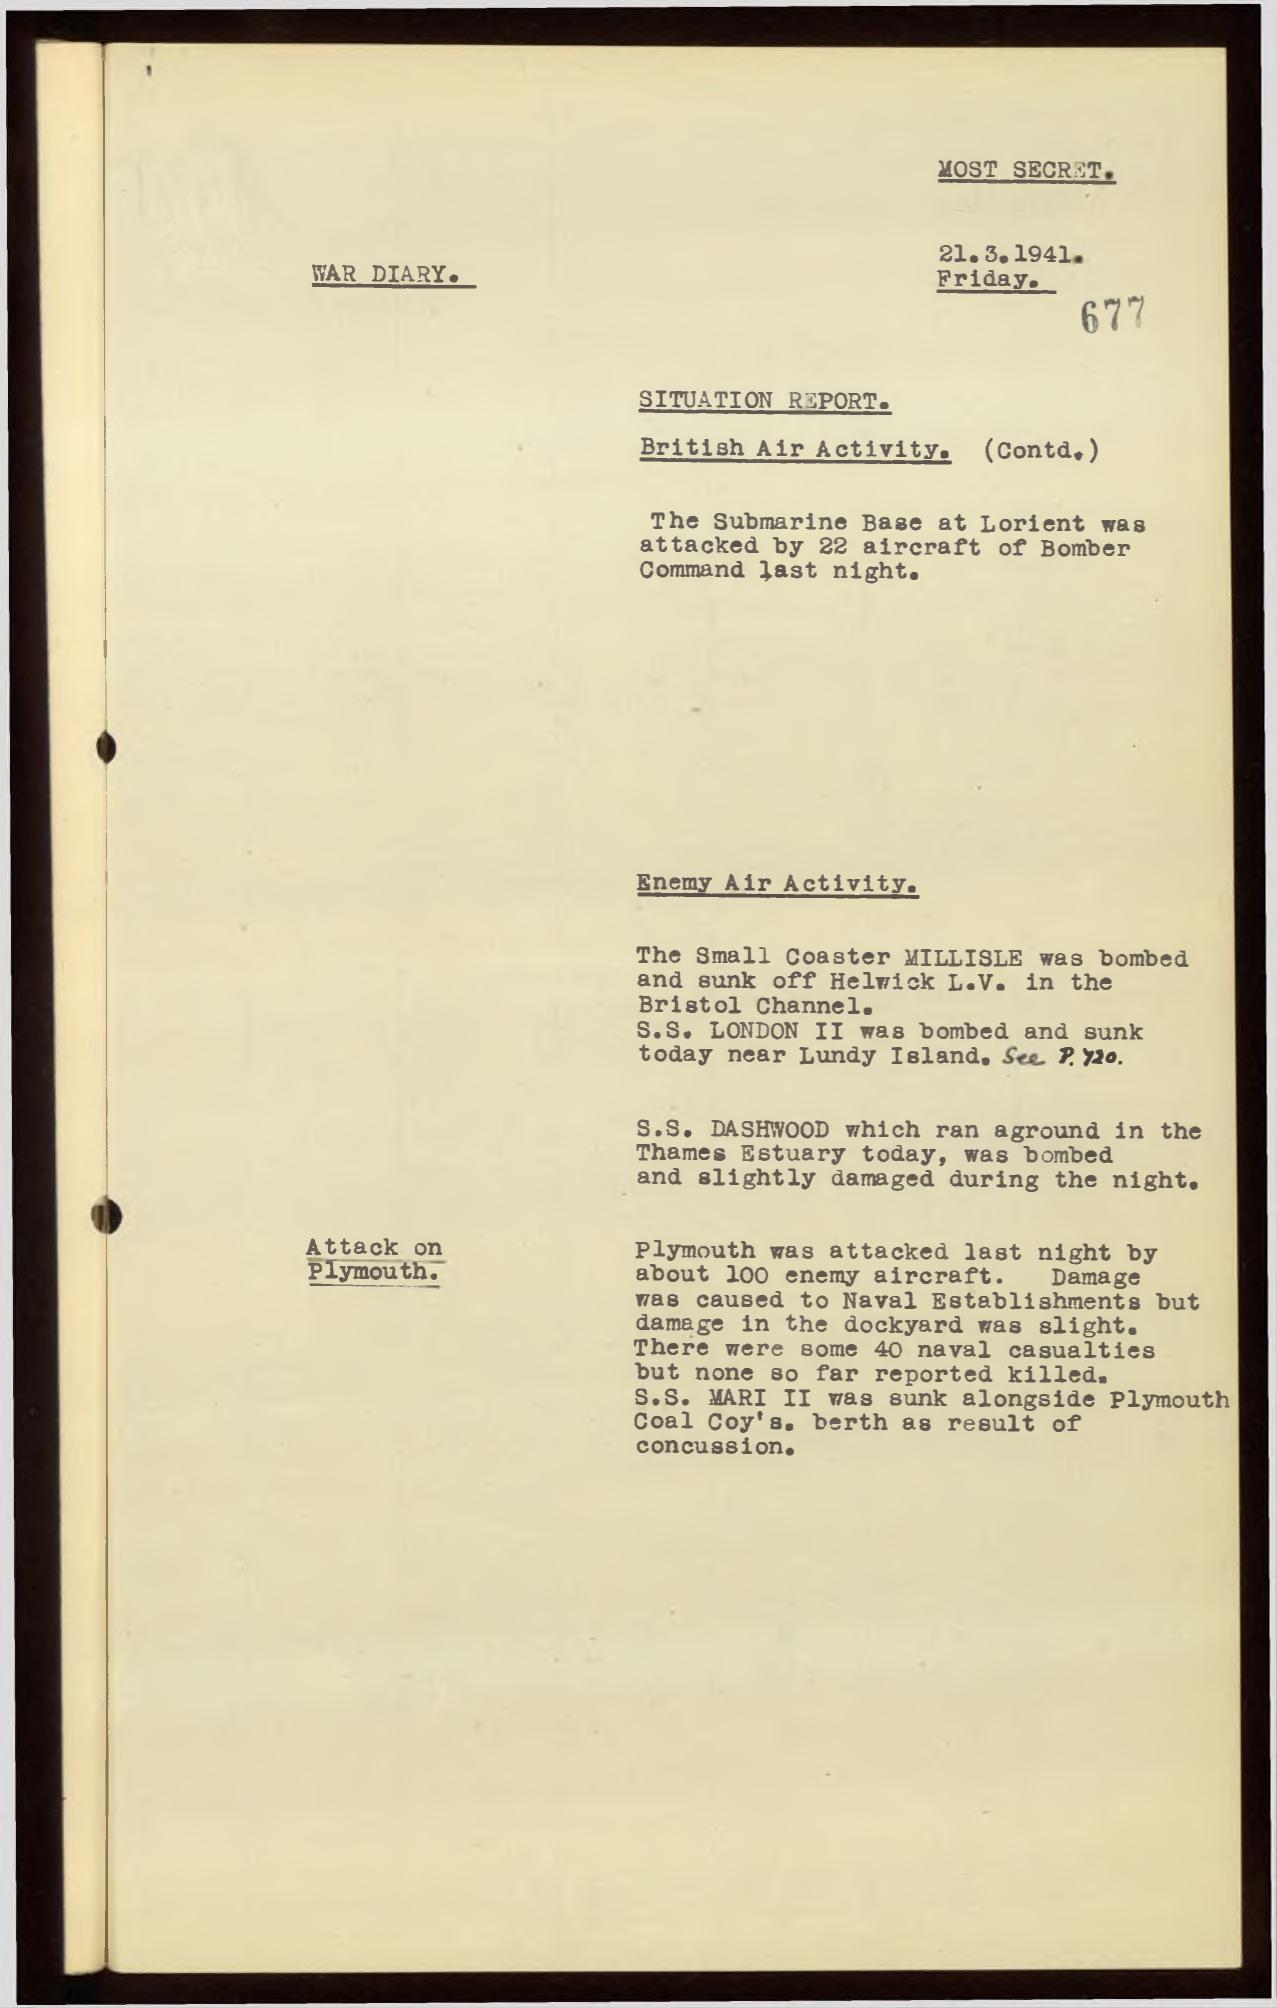 MOST SECRET.
WAR DIARY.
21.3.1941.
Friday.
677
SITUATION REPORT.
British Air Activity. (Contd.)
The Submarine Base at Lorient was
attacked by 22 aircraft of Bomber
Command last night.
Enemy Air Activity.
The Small Coaster MILLISLE was bombed
and sunk off Helwick L.V. in the
Bristol Channel.
S.S. LONDON II was bombed and sunk
today near Lundy Island. See P. 720.
S.S. DASHWOOD which ran aground in the
Thames Estuary today, was bombed
and slightly damaged during the night.
Attack on
Plymouth.
Plymouth was attacked last night by
about 100 enemy aircraft. Damage
was caused to Naval Establishments but
damage in the dockyard was slight.
There were some 40 naval casualties
but none so far reported killed.
S.S. MARI II was sunk alongside Plymouth
Coal Coy's. berth as result of
concussion.